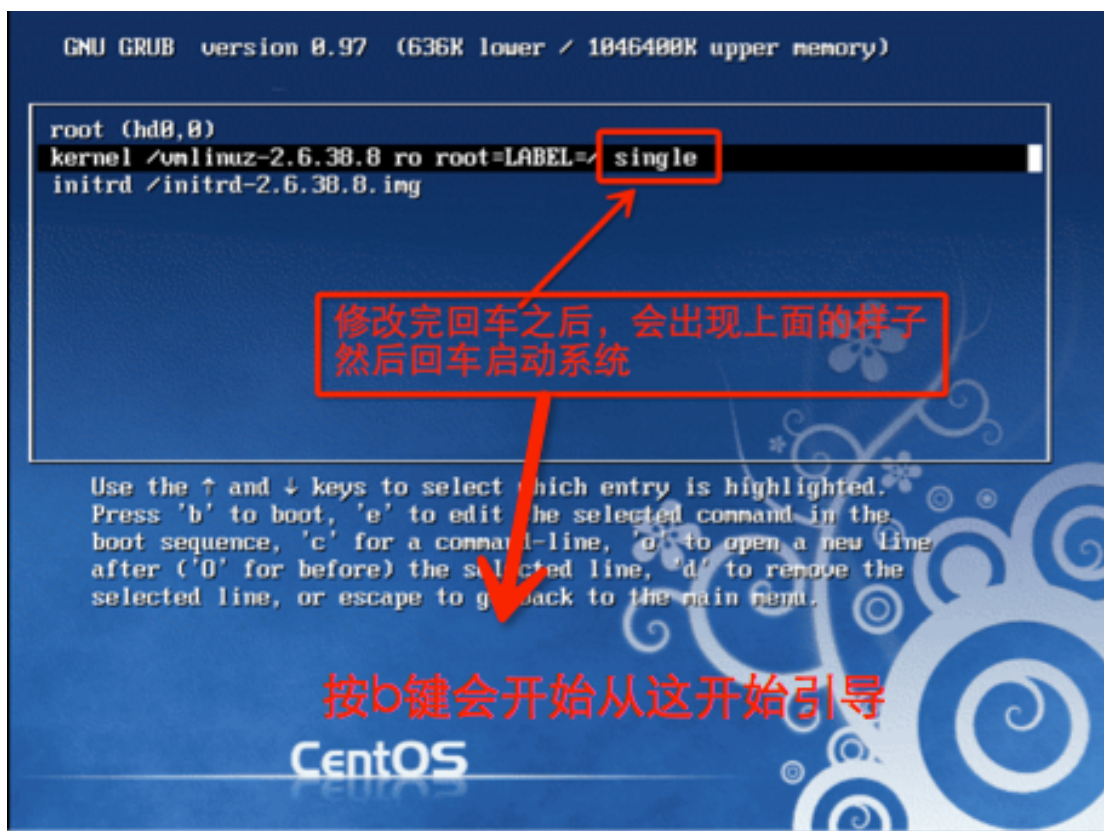 GNU GRUB version 0.97 (636K lower / 1046400K upper memory)
root (hd0,0)
kernel /vmlinuz-2.6.38.8 ro root=LABEL=/ single
initrd /initrd-2.6.38.8.img
修改完回车之后，会出现上面的样子
然后回车启动系统
Use the ↑ and ↓ keys to select which entry is highlighted.
Press 'b' to boot, 'e' to edit the selected command in the
boot sequence, 'c' for a command-line, 'o' to open a new line
after ('O' for before) the selected line, 'd' to remove the
selected line, or escape to go back to the main menu.
按b键会开始从这开始引导
CentOS